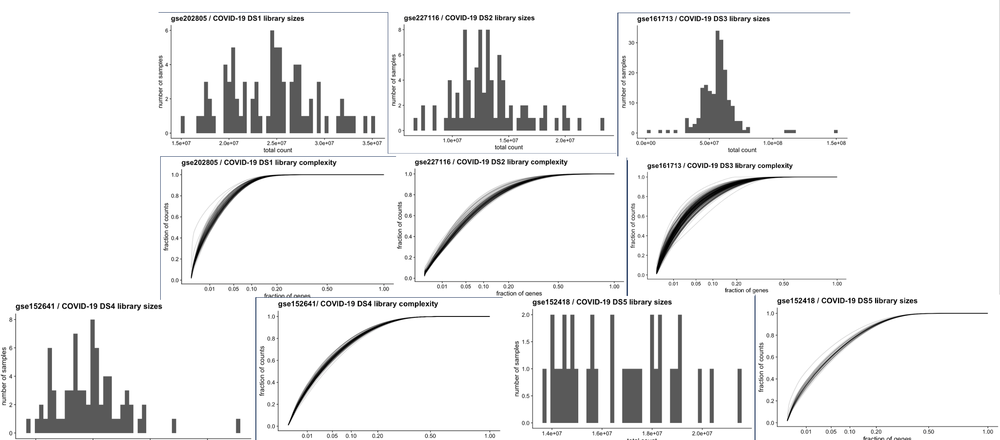 gse202805 / COVID-19 DS1 library sizes
6
4
2
0
number of samples
1.5e+07 2.0e+07 2.5e+07 3.0e+07 3.5e+07
total count
gse227116 / COVID-19 DS2 library sizes
8
6
4
2
0
number of samples
1.0e+07 1.5e+07 2.0e+07
total count
gse161713 / COVID-19 DS3 library sizes
30
20
10
0
number of samples
0.0e+00 5.0e+07 1.0e+08 1.5e+08
total count
gse202805 / COVID-19 DS1 library complexity
1.0
0.8
0.6
0.4
0.2
0.0
fraction of counts
0.01 0.05 0.10 0.20 0.50 1.00
fraction of genes
gse227116 / COVID-19 DS2 library complexity
1.0
0.8
0.6
0.4
0.2
0.0
fraction of counts
0.01 0.05 0.10 0.20 0.50 1.00
fraction of genes
gse161713 / COVID-19 DS3 library complexity
1.0
0.8
0.6
0.4
0.2
0.0
fraction of counts
0.01 0.05 0.10 0.20 0.50 1.00
fraction of genes
gse152641 / COVID-19 DS4 library sizes
8
6
4
2
0
number of samples
gse152641/ COVID-19 DS4 library complexity
1.0
0.8
0.6
0.4
0.2
0.0
fraction of counts
0.01 0.05 0.10 0.20 0.50 1.00
gse152418 / COVID-19 DS5 library sizes
2.0
1.5
1.0
0.5
0.0
number of samples
1.4e+07 1.6e+07 1.8e+07 2.0e+07
total count
gse152418 / COVID-19 DS5 library complexity
1.0
0.8
0.6
0.4
0.2
0.0
fraction of counts
0.01 0.05 0.10 0.20 0.50 1.00
fraction of genes